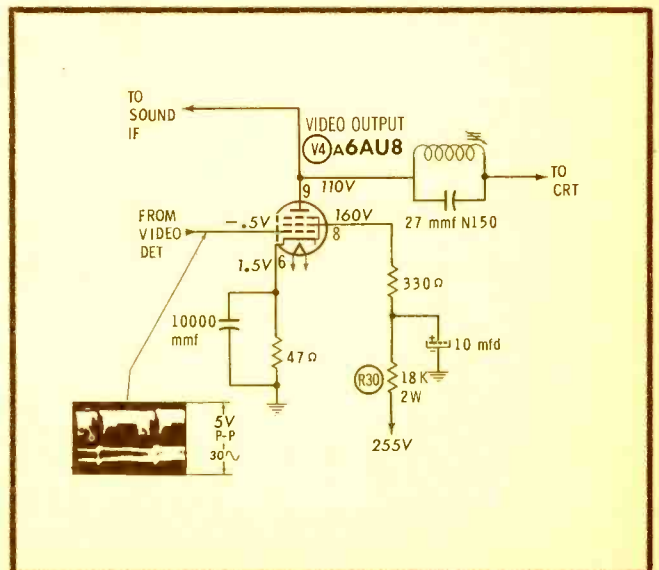 TO
SOUND
IF
VIDEO OUTPUT
V4 A 6AU8
9 110V
TO
CRT
27 mmf N150
FROM
VIDEO
DET
-.5V
160V
8
1.5V 6
330Ω
10000
mmf
47Ω
+
10 mfd
R30 18K
2W
255V
5V
P-P
30∿